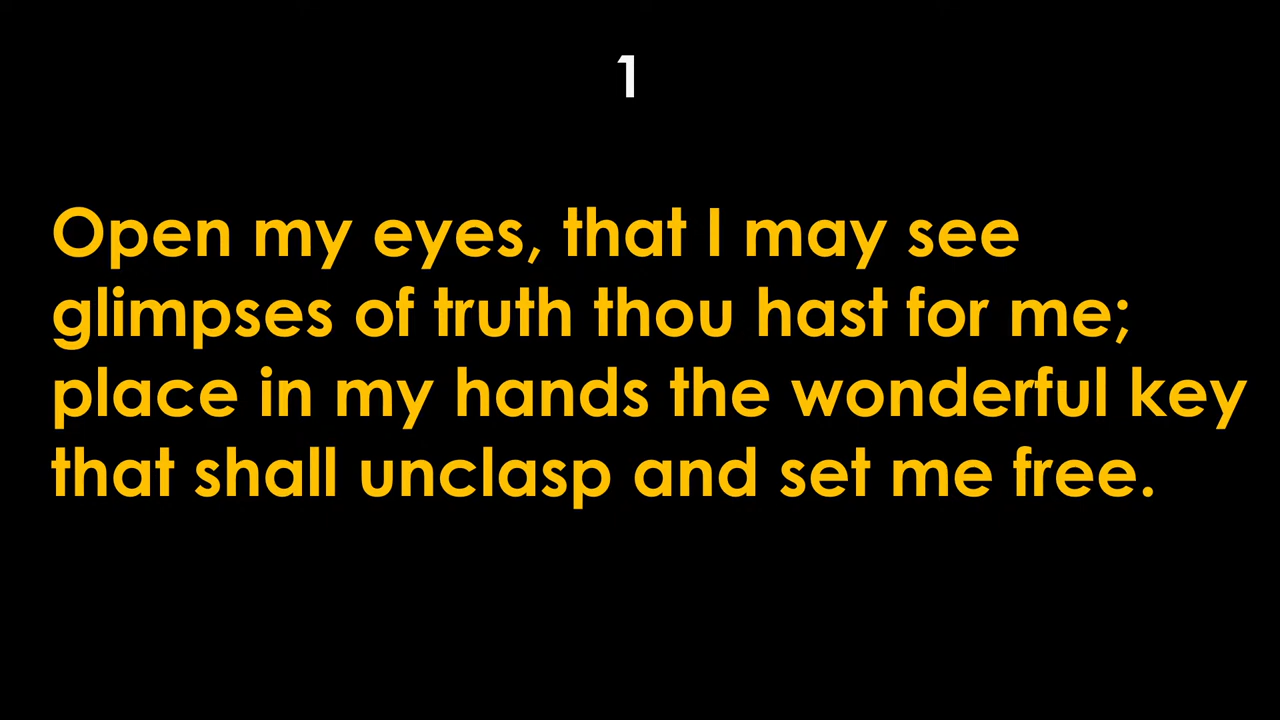 1
Open my eyes, that I may see
glimpses of truth thou hast for me;
place in my hands the wonderful key
that shall unclasp and set me free.